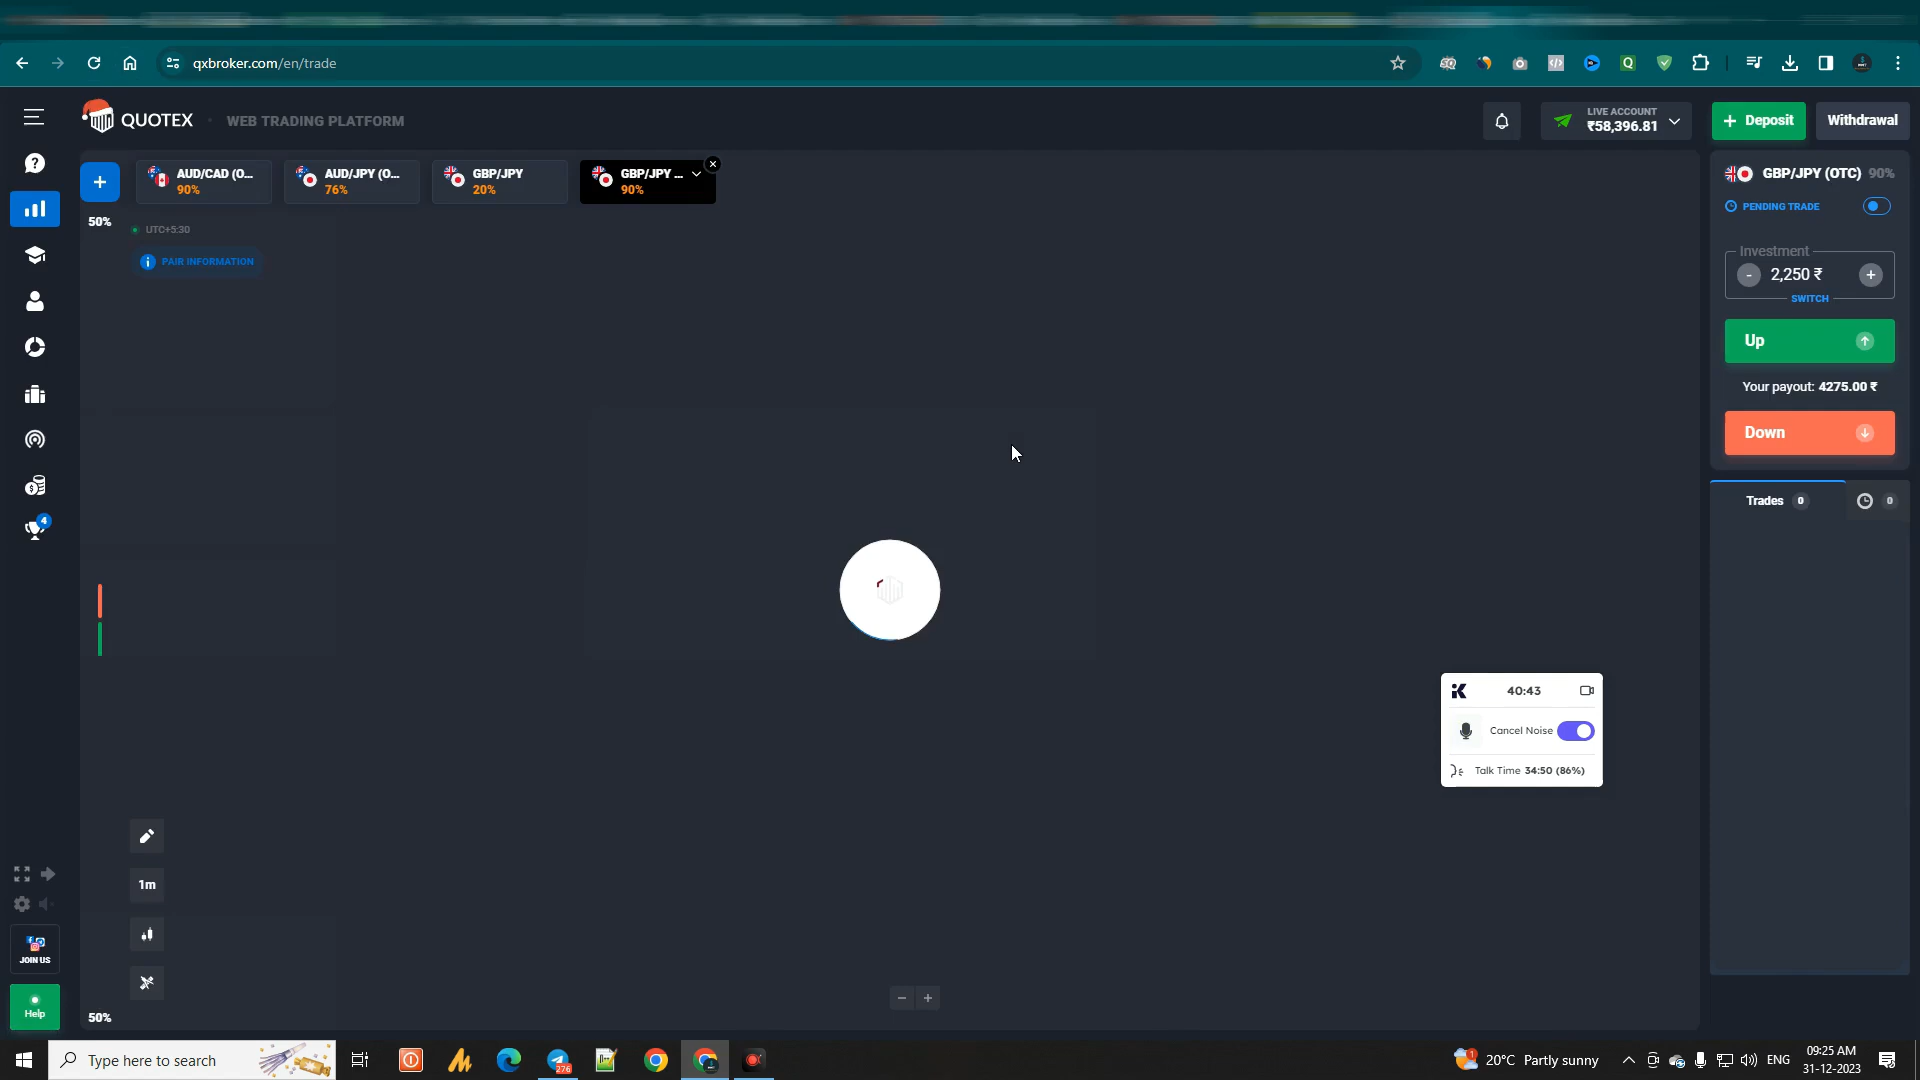 qxbroker.com/en/trade
QUOTEX
WEB TRADING PLATFORM
LIVE ACCOUNT
₹58,396.81
+ Deposit
Withdrawal
AUD/CAD (O...
90%
AUD/JPY (O...
76%
GBP/JPY
20%
GBP/JPY ...
90%
GBP/JPY (OTC) 90%
PENDING TRADE
50%
UTC+5:30
PAIR INFORMATION
Investment
- 2,250 ₹ +
SWITCH
Up
Your payout: 4275.00 ₹
Down
Trades 0
0
4
40:43
Cancel Noise
Talk Time 34:50 (86%)
1m
JOIN US
Help
50%
− +
Type here to search
276
1
20°C Partly sunny
ENG
09:25 AM
31-12-2023